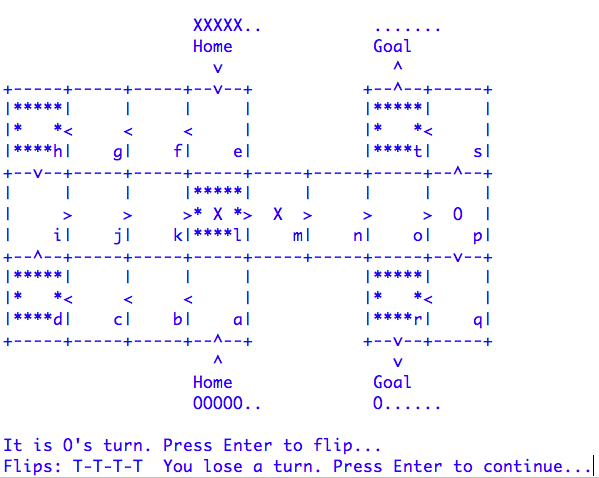 XXXXX..           .......
                   Home              Goal
                     v                 ^
+-----+-----+-----+--v--+           +--^--+-----+
|*****|     |     |     |           |*****|     |
|*   *<     <     <     |           |*   *<     |
|****h|    g|    f|    e|           |****t|    s|
+--v--+-----+-----+-----+-----+-----+-----+--^--+
|     |     |     |*****|     |     |     |     |
|     >     >     >* X *>  X  >     >     >  O  |
|    i|    j|    k|****l|    m|    n|    o|    p|
+--^--+-----+-----+-----+-----+-----+-----+--v--+
|*****|     |     |     |           |*****|     |
|*   *<     <     <     |           |*   *<     |
|****d|    c|    b|    a|           |****r|    q|
+-----+-----+-----+--^--+           +--v--+-----+
                     ^                 v
                   Home              Goal
                   OOOOO..           O......
It is O's turn. Press Enter to flip...
Flips: T-T-T-T  You lose a turn. Press Enter to continue...